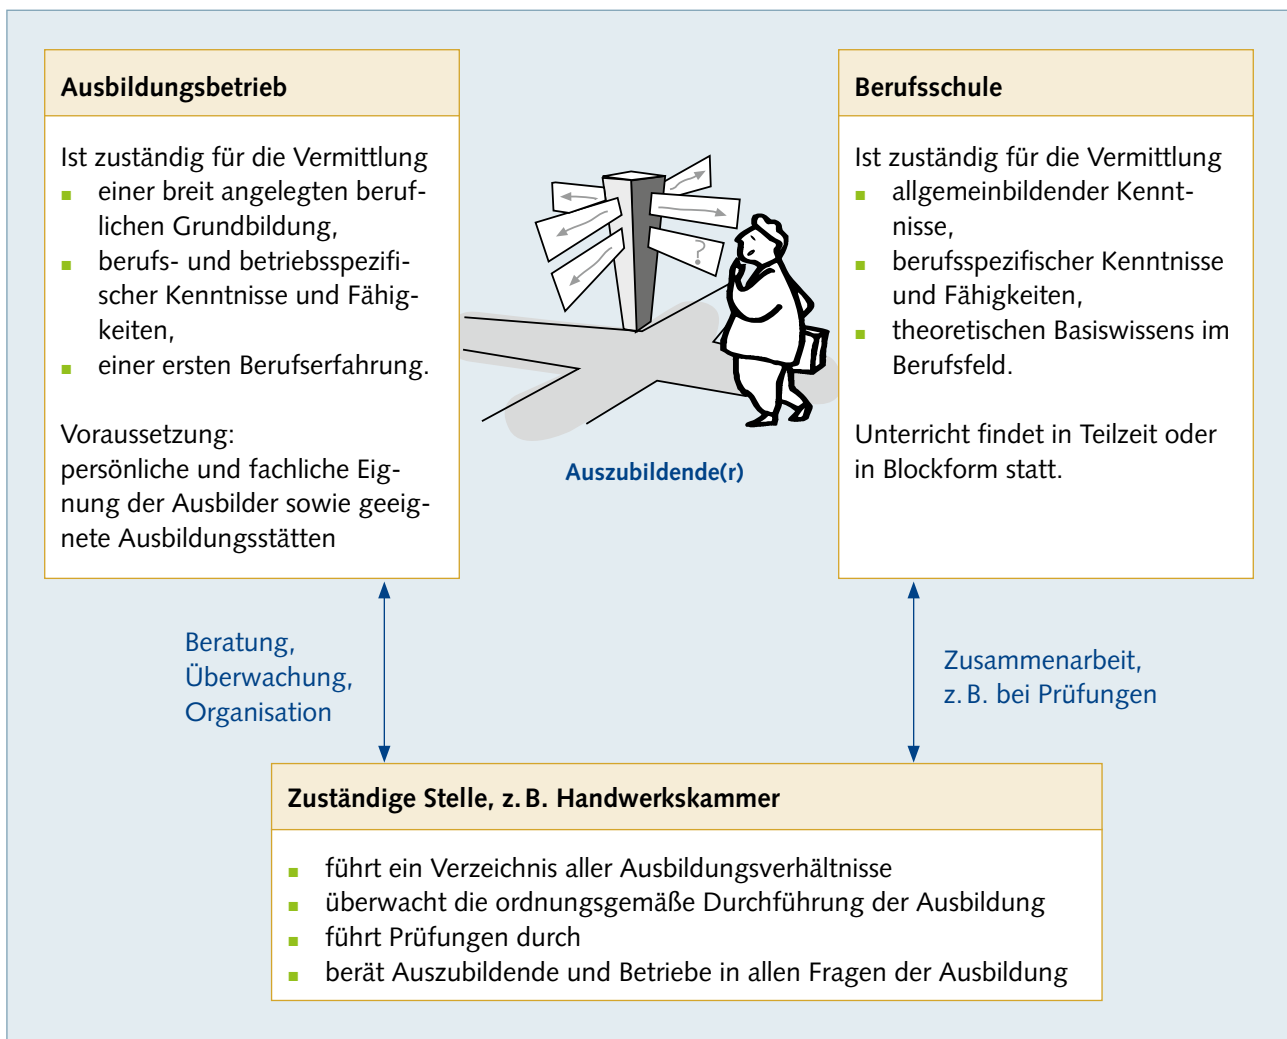 Ausbildungsbetrieb
Ist zuständig für die Vermittlung
▪ einer breit angelegten beruf-
lichen Grundbildung,
▪ berufs- und betriebsspezifi-
scher Kenntnisse und Fähig-
keiten,
▪ einer ersten Berufserfahrung.
Voraussetzung:
persönliche und fachliche Eig-
nung der Ausbilder sowie geeig-
nete Ausbildungsstätten
?
Auszubildende(r)
Berufsschule
Ist zuständig für die Vermittlung
▪ allgemeinbildender Kennt-
nisse,
▪ berufsspezifischer Kenntnisse
und Fähigkeiten,
▪ theoretischen Basiswissens im
Berufsfeld.
Unterricht findet in Teilzeit oder
in Blockform statt.
Beratung,
Überwachung,
Organisation
Zusammenarbeit,
z. B. bei Prüfungen
Zuständige Stelle, z. B. Handwerkskammer
▪ führt ein Verzeichnis aller Ausbildungsverhältnisse
▪ überwacht die ordnungsgemäße Durchführung der Ausbildung
▪ führt Prüfungen durch
▪ berät Auszubildende und Betriebe in allen Fragen der Ausbildung